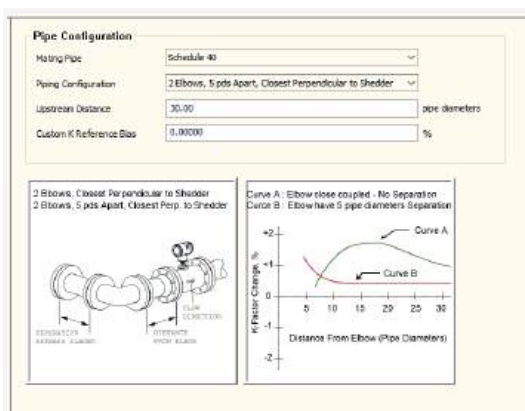 Pipe Configuration
Mating Pipe
Schedule 40
Piping Configuration
2 Elbows, 5 pds Apart, Closest Perpendicular to Shedder
Upstream Distance
30.00
pipe diameters
Custom K Reference Bias
0.00000
%
2 Elbows, Closest Perpendicular to Shedder
2 Elbows, 5 pds Apart, Closest Perp. to Shedder
FLOW
DIRECTION
SEPARATION
BETWEEN ELBOWS
DISTANCE
FROM ELBOW
Curve A : Elbow close coupled - No Separation
Curve B : Elbow have 5 pipe diameters Separation
K-Factor Change, %
+2
+1
0
-1
-2
Curve A
Curve B
5 10 15 20 25 30
Distance From Elbow (Pipe Diameters)